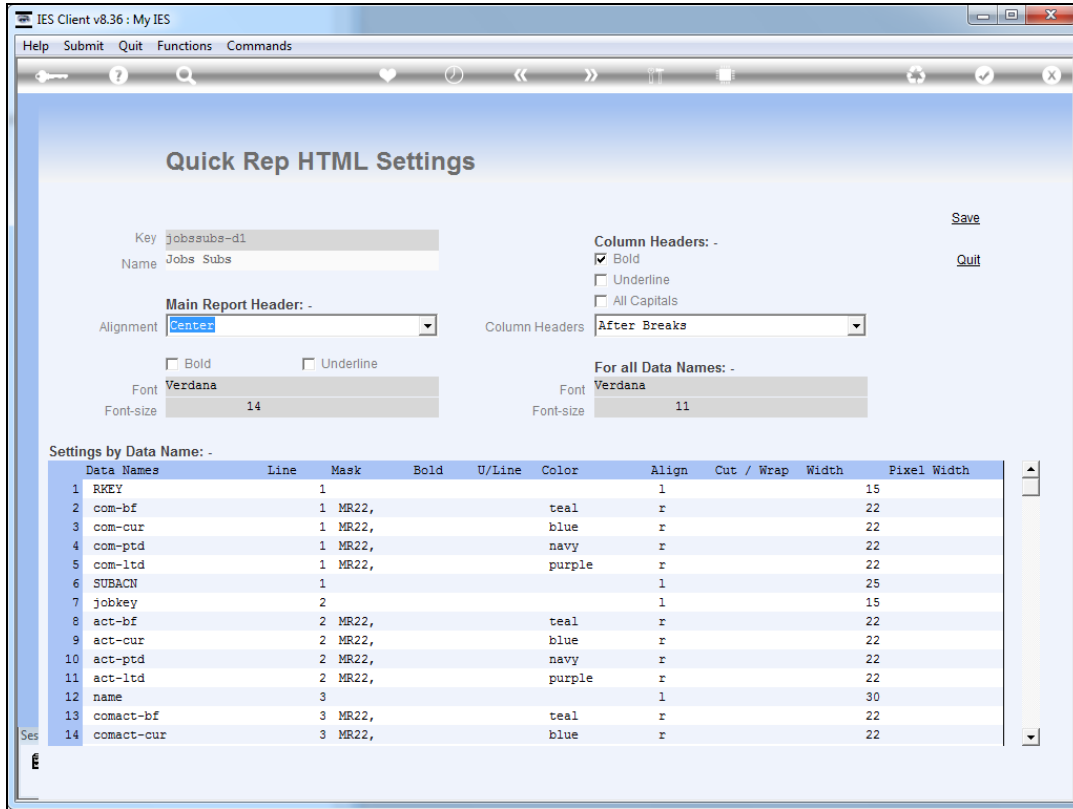 IES Client v8.36 : My IES
Help Submit Quit Functions Commands
Quick Rep HTML Settings
Save
Key jobssubs-d1
Column Headers: -
Name Jobs Subs
Bold
Quit
Underline
Main Report Header: -
All Capitals
Alignment Center
Column Headers After Breaks
Bold Underline
For all Data Names: -
Font Verdana
Font Verdana
Font-size 14
Font-size 11
Settings by Data Name: -
Data Names Line Mask Bold U/Line Color Align Cut / Wrap Width Pixel Width
1 RKEY 1 l 15
2 com-bf 1 MR22, teal r 22
3 com-cur 1 MR22, blue r 22
4 com-ptd 1 MR22, navy r 22
5 com-ltd 1 MR22, purple r 22
6 SUBACN 1 l 25
7 jobkey 2 l 15
8 act-bf 2 MR22, teal r 22
9 act-cur 2 MR22, blue r 22
10 act-ptd 2 MR22, navy r 22
11 act-ltd 2 MR22, purple r 22
12 name 3 l 30
13 comact-bf 3 MR22, teal r 22
14 comact-cur 3 MR22, blue r 22
Ses